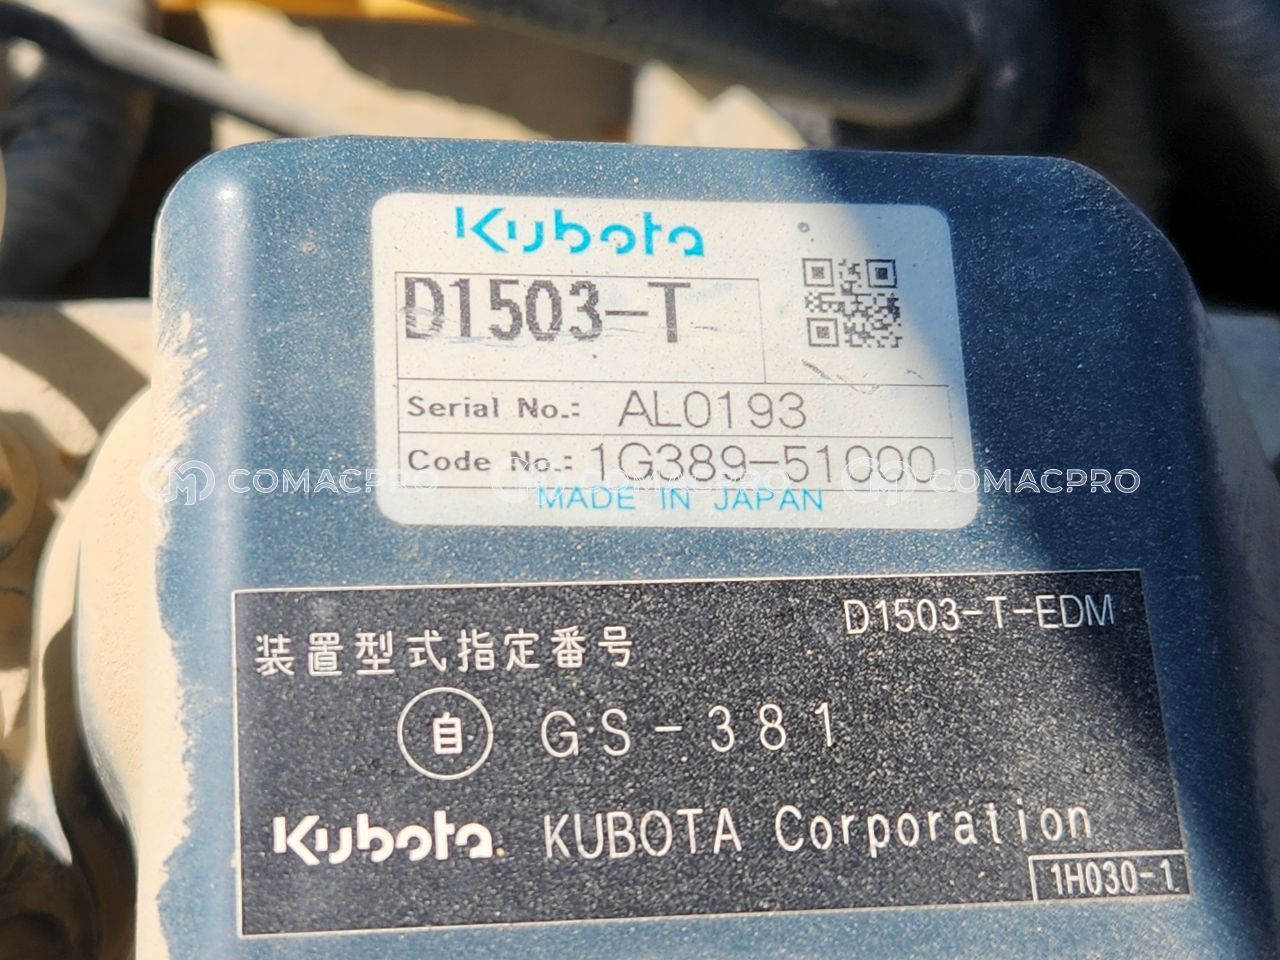 Kubota
D1503-T
Serial No.: AL0193
Code No.: 1G389-51000
COMACPRO COMACPRO COMACPRO
MADE IN JAPAN
D1503-T-EDM
装置型式指定番号
自 GS-381
Kubota. KUBOTA Corporation
1H030-1